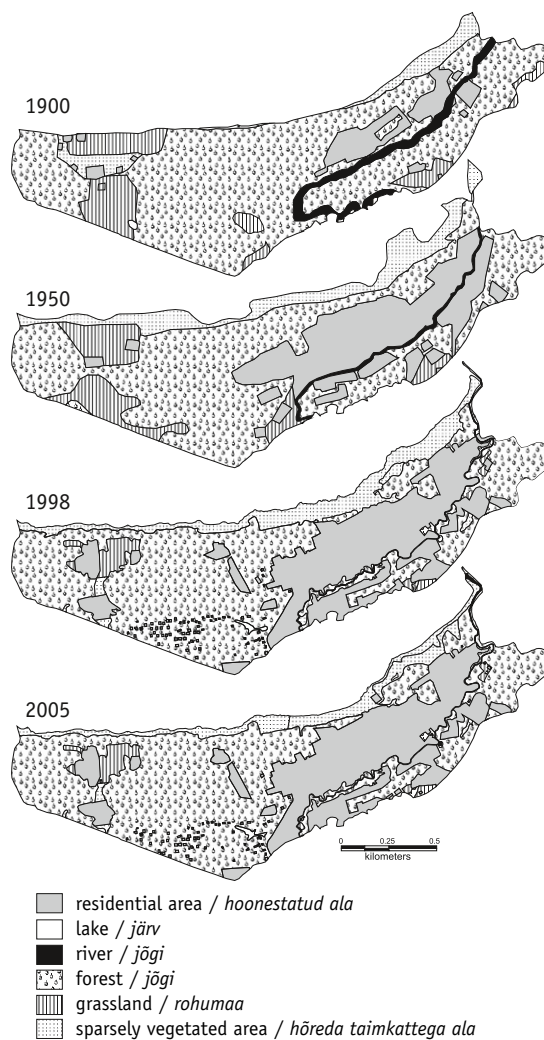 1900
1950
1998
2005
0 0.25 0.5
kilometers
residential area / hoonestatud ala
lake / järv
river / jõgi
forest / jõgi
grassland / rohumaa
sparsely vegetated area / hõreda taimkattega ala